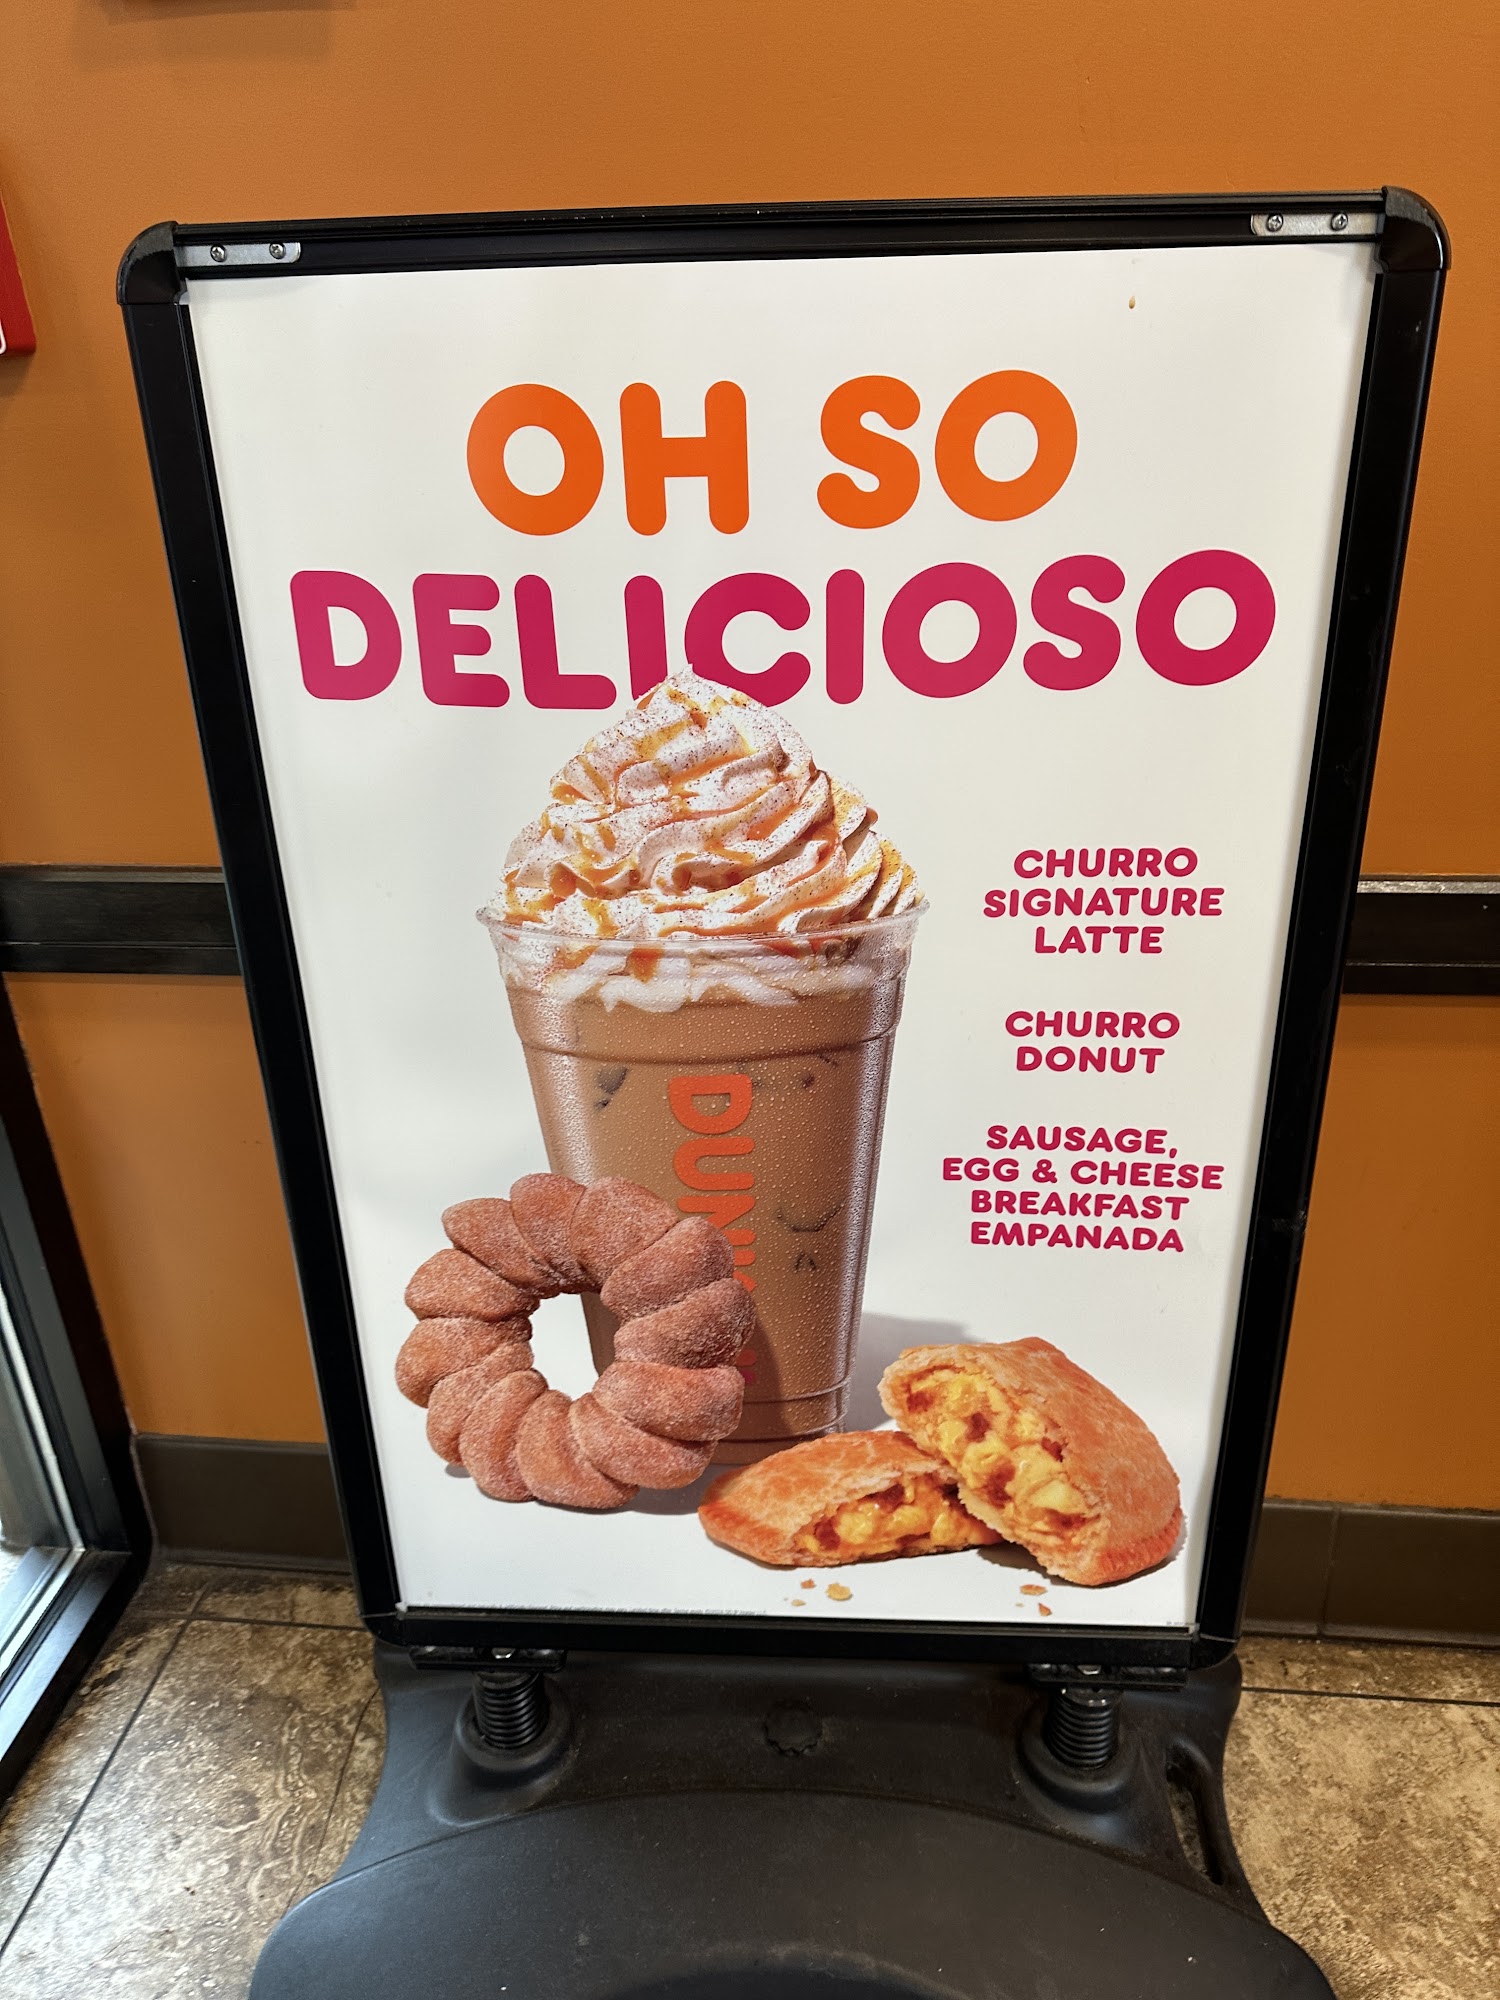 OH SO
DELICIOSO
CHURRO
SIGNATURE
LATTE
CHURRO
DONUT
SAUSAGE,
EGG & CHEESE
BREAKFAST
EMPANADA